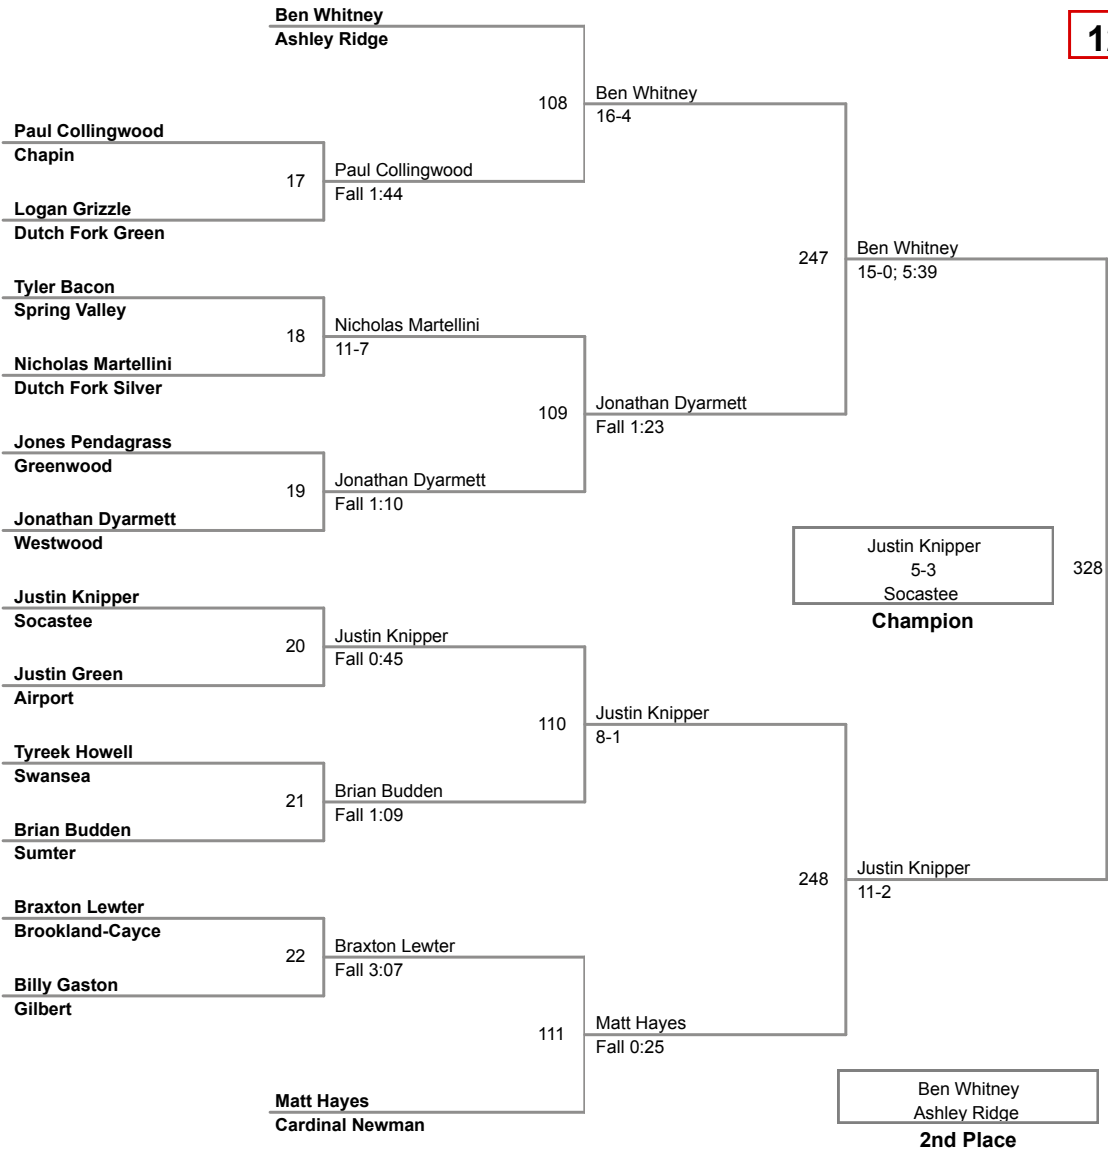 Ben Whitney
Ashley Ridge
108
Ben Whitney
16-4
Paul Collingwood
Chapin
17
Paul Collingwood
Fall 1:44
Logan Grizzle
Dutch Fork Green
247
Ben Whitney
15-0; 5:39
Tyler Bacon
Spring Valley
18
Nicholas Martellini
11-7
Nicholas Martellini
Dutch Fork Silver
109
Jonathan Dyarmett
Fall 1:23
Jones Pendagrass
Greenwood
19
Jonathan Dyarmett
Fall 1:10
Jonathan Dyarmett
Westwood
Justin Knipper
5-3
Socastee
Champion
328
Justin Knipper
Socastee
20
Justin Knipper
Fall 0:45
Justin Green
Airport
110
Justin Knipper
8-1
Tyreek Howell
Swansea
21
Brian Budden
Fall 1:09
Brian Budden
Sumter
248
Justin Knipper
11-2
Braxton Lewter
Brookland-Cayce
22
Braxton Lewter
Fall 3:07
Billy Gaston
Gilbert
111
Matt Hayes
Fall 0:25
Matt Hayes
Cardinal Newman
Ben Whitney
Ashley Ridge
2nd Place